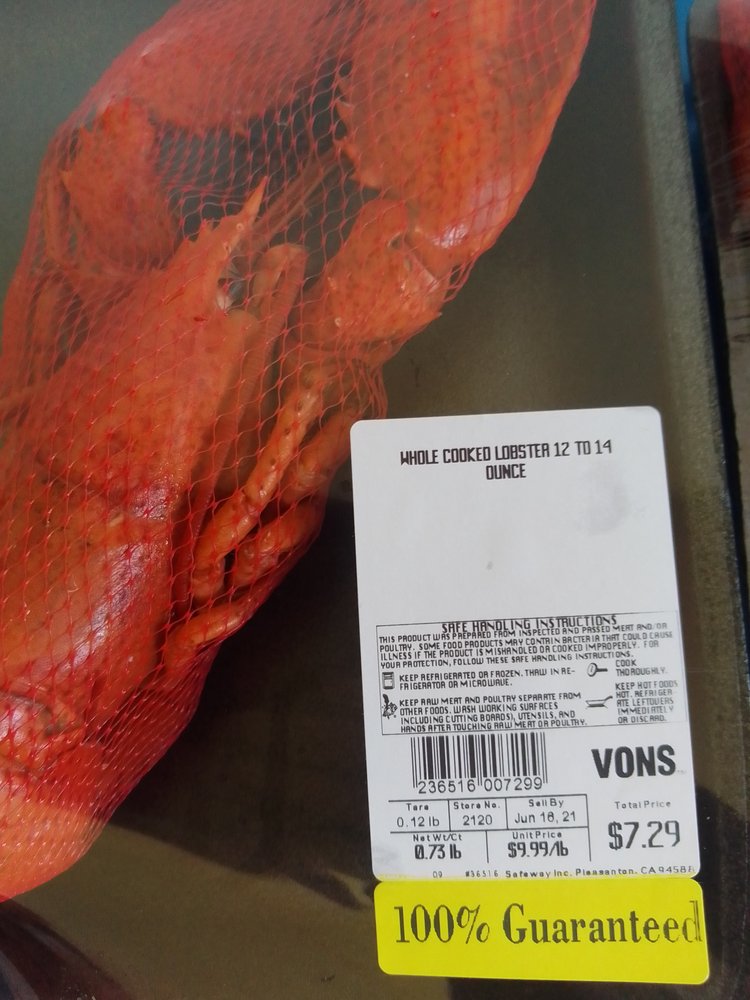 WHOLE COOKED LOBSTER 12 TO 14
OUNCE
SAFE HANDLING INSTRUCTIONS
THIS PRODUCT WAS PREPARED FROM INSPECTED AND PASSED MEAT AND/OR
POULTRY. SOME FOOD PRODUCTS MAY CONTAIN BACTERIA THAT COULD CAUSE
ILLNESS IF THE PRODUCT IS MISHANDLED OR COOKED IMPROPERLY. FOR
YOUR PROTECTION, FOLLOW THESE SAFE HANDLING INSTRUCTIONS.
KEEP REFRIGERATED OR FROZEN. THAW IN RE-
FRIGERATOR OR MICROWAVE.
COOK
THOROUGHLY.
KEEP RAW MEAT AND POULTRY SEPARATE FROM
OTHER FOODS. WASH WORKING SURFACES
(INCLUDING CUTTING BOARDS), UTENSILS, AND
HANDS AFTER TOUCHING RAW MEAT OR POULTRY.
KEEP HOT FOODS
HOT. REFRIGER-
ATE LEFTOVERS
IMMEDIATELY
OR DISCARD.
236516 007299
VONS
Tare Store No. Sell By Total Price
0.12 lb 2120 Jun 18, 21 $7.29
Net Wt/Ct Unit Price
0.73 lb $9.99/lb
09 #36516 Safeway Inc. Pleasanton, CA 94588
100% Guaranteed